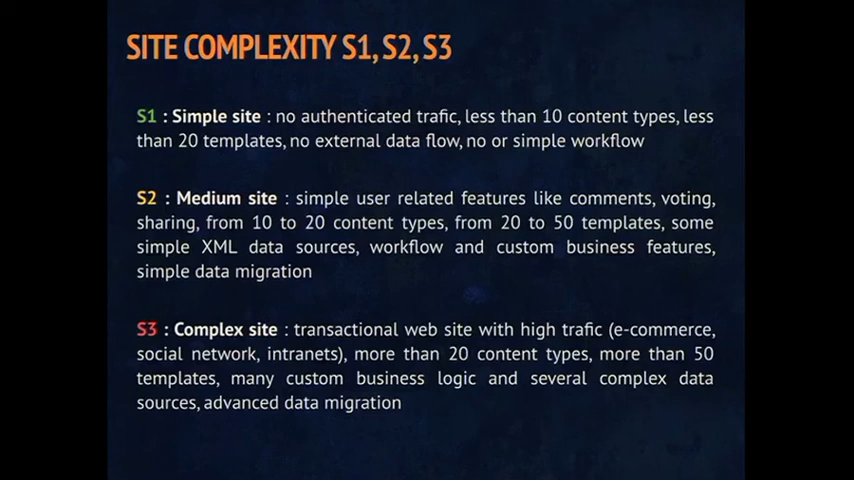 SITE COMPLEXITY S1, S2, S3
S1 : Simple site : no authenticated trafic, less than 10 content types, less
than 20 templates, no external data flow, no or simple workflow
S2 : Medium site : simple user related features like comments, voting,
sharing, from 10 to 20 content types, from 20 to 50 templates, some
simple XML data sources, workflow and custom business features,
simple data migration
S3 : Complex site : transactional web site with high trafic (e-commerce,
social network, intranets), more than 20 content types, more than 50
templates, many custom business logic and several complex data
sources, advanced data migration